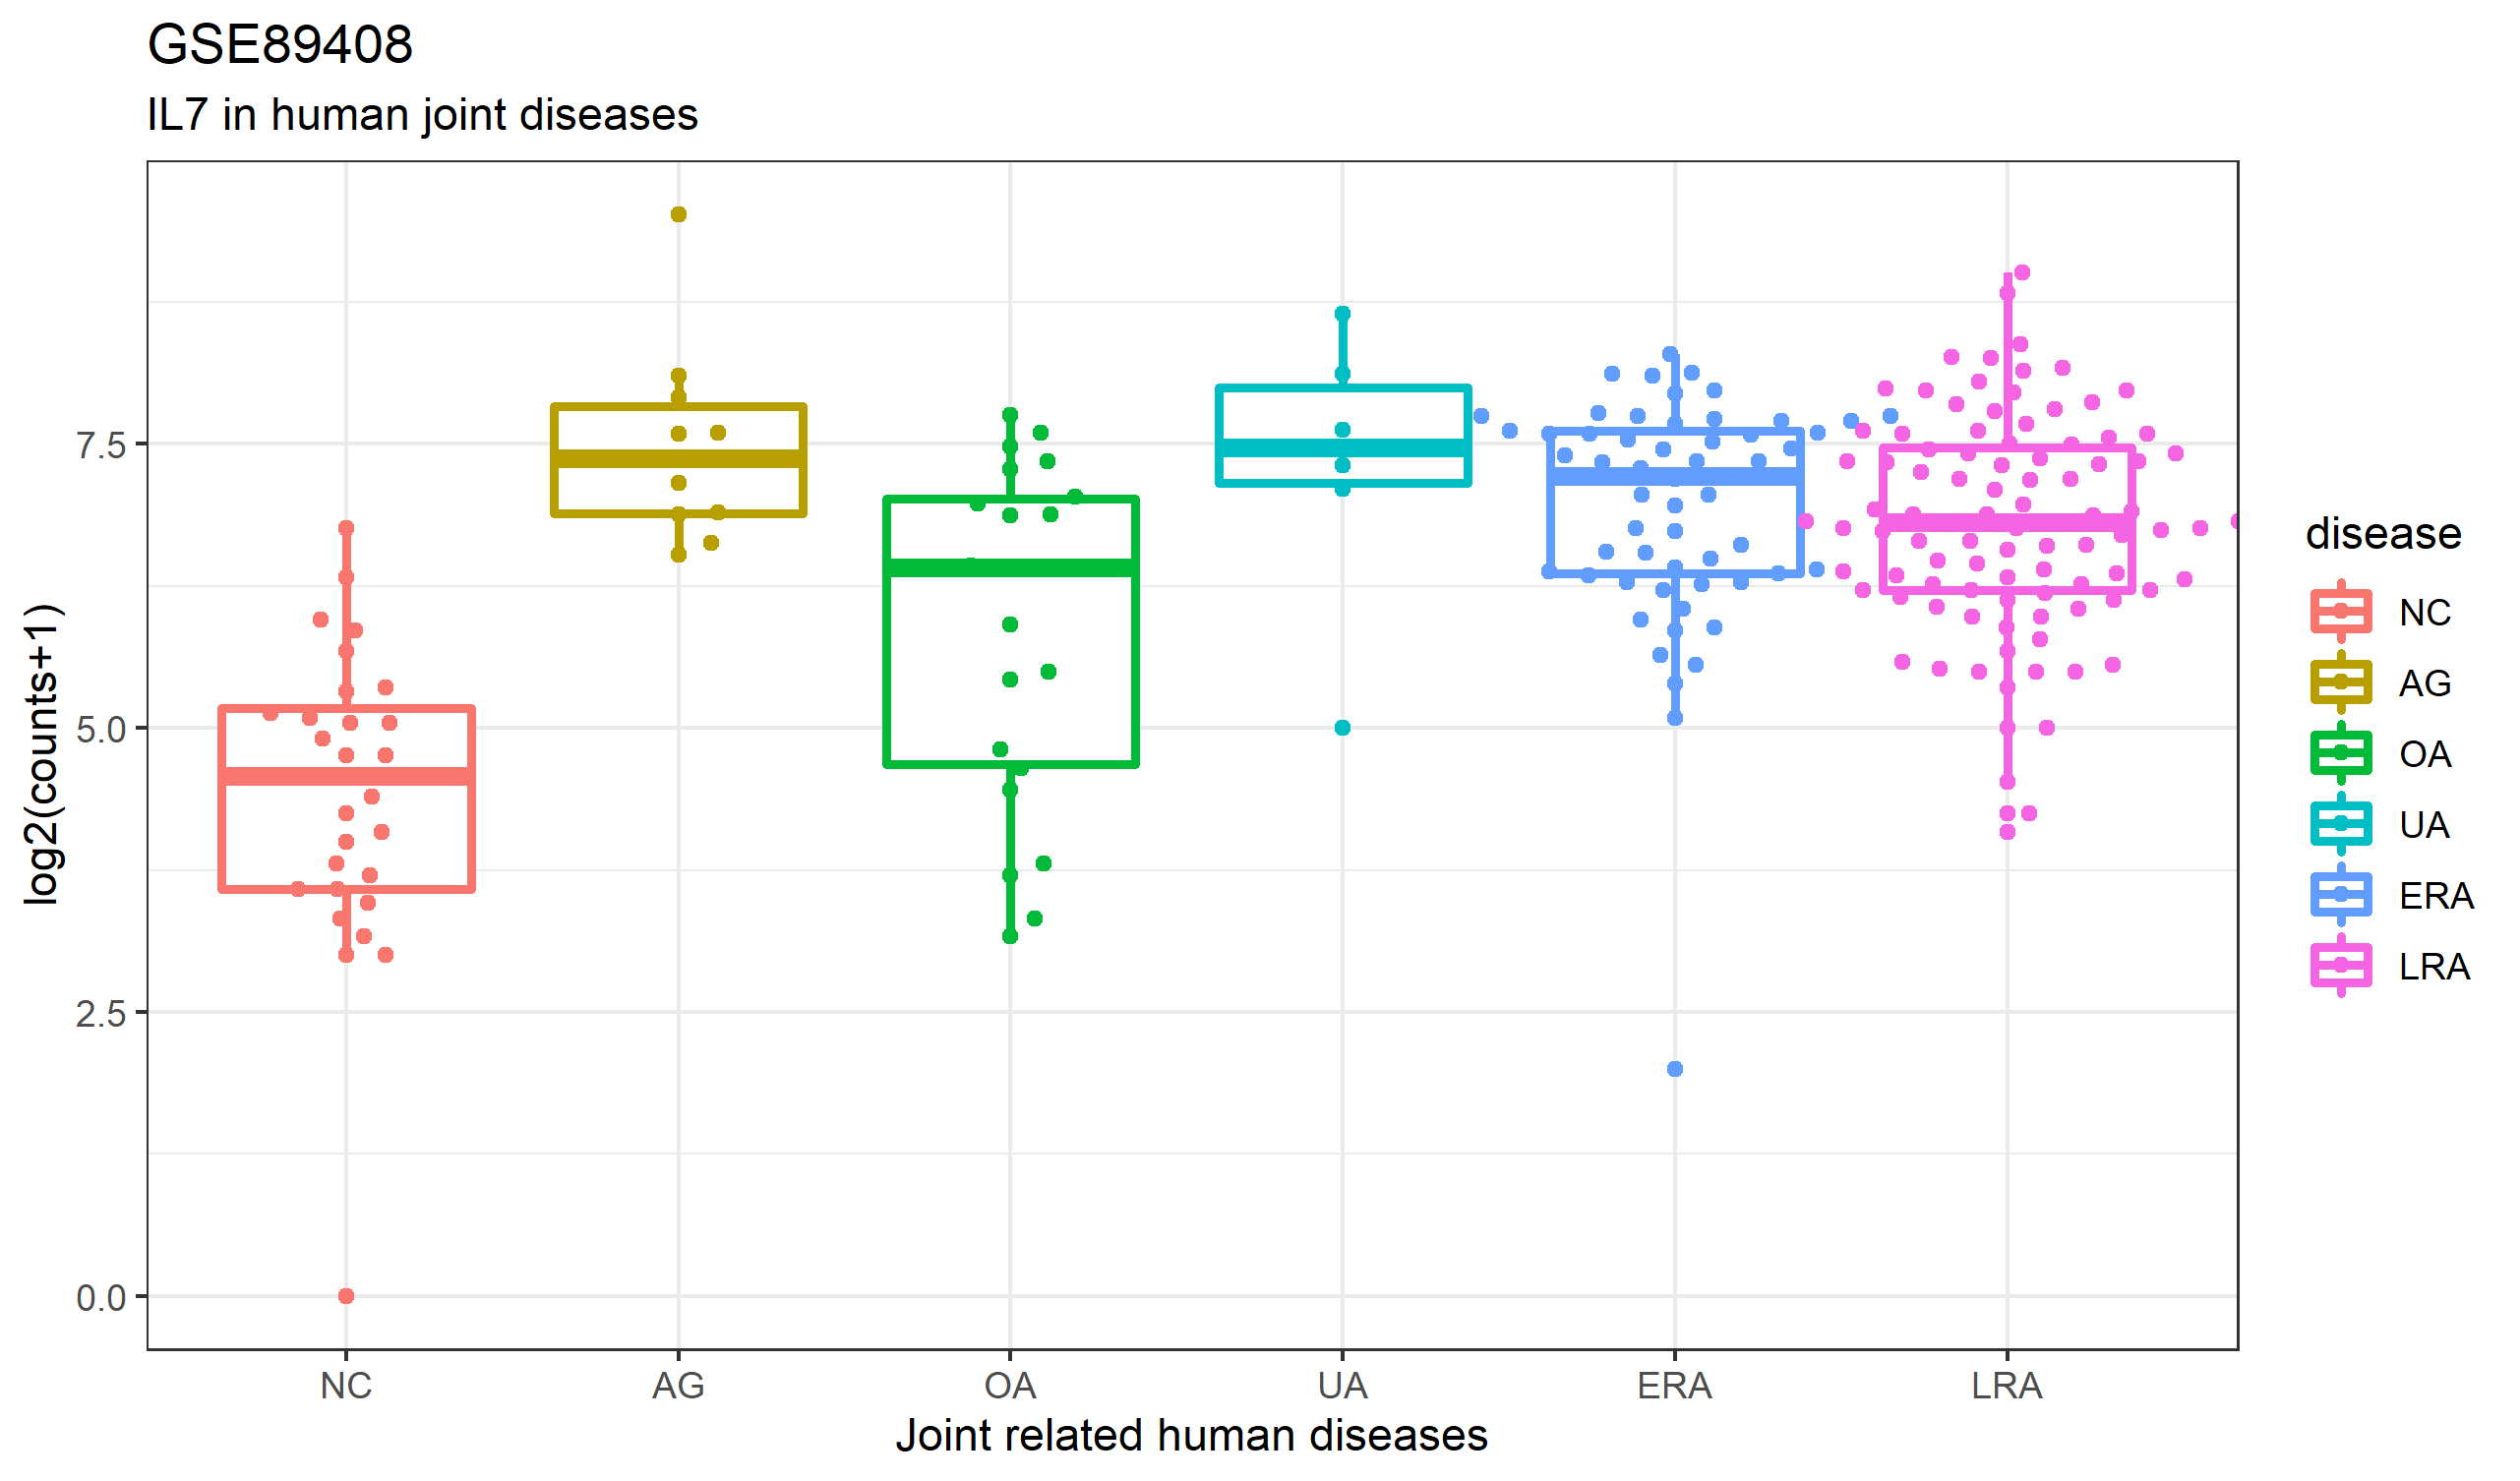 GSE89408
IL7 in human joint diseases
log2(counts+1)
7.5
5.0
2.5
0.0
NC
AG
OA
UA
ERA
LRA
Joint related human diseases
disease
NC
AG
OA
UA
ERA
LRA